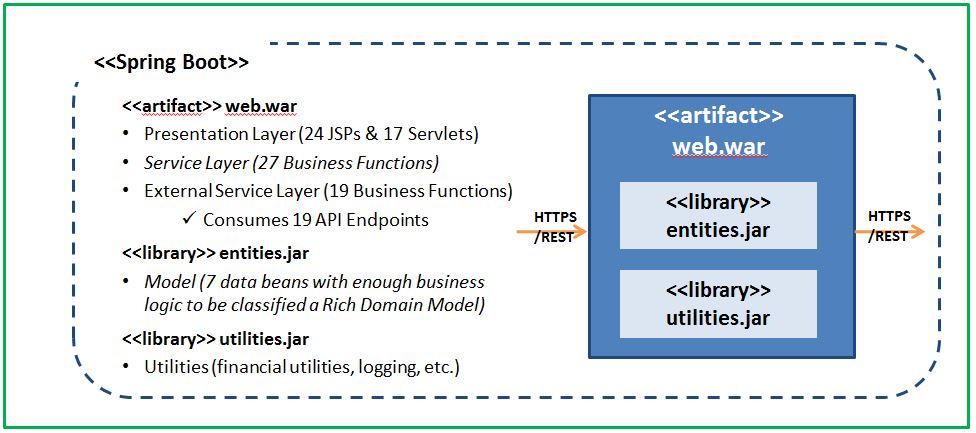 <<Spring Boot>>
<<artifact>> web.war
• Presentation Layer (24 JSPs & 17 Servlets)
• Service Layer (27 Business Functions)
• External Service Layer (19 Business Functions)
✓ Consumes 19 API Endpoints
<<library>> entities.jar
• Model (7 data beans with enough business
logic to be classified a Rich Domain Model)
<<library>> utilities.jar
• Utilities (financial utilities, logging, etc.)
HTTPS
/REST
<<artifact>>
web.war
<<library>>
entities.jar
<<library>>
utilities.jar
HTTPS
/REST